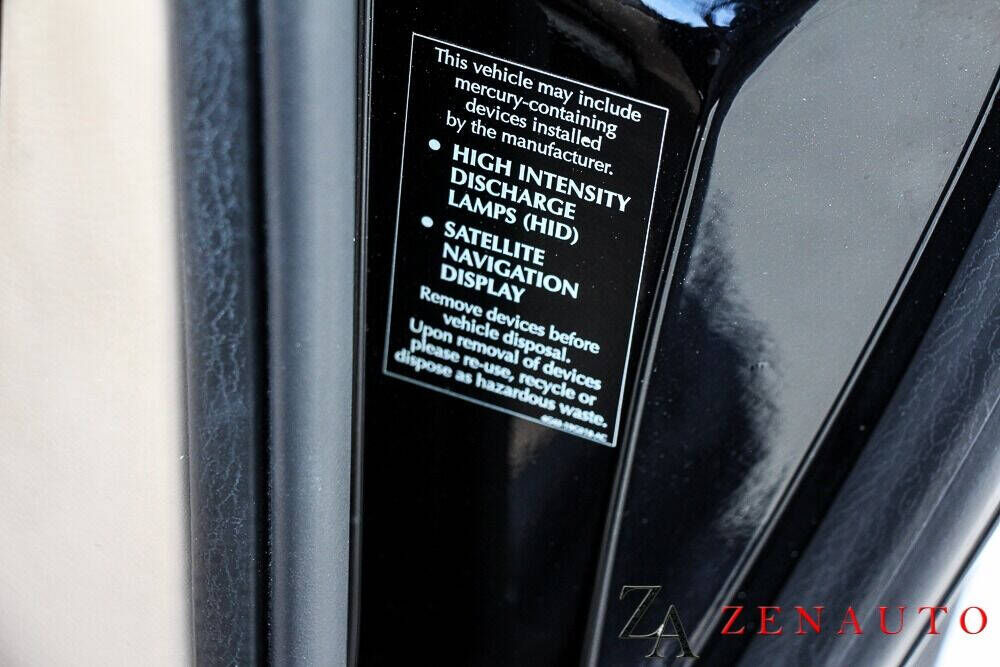 This vehicle may include
mercury-containing
devices installed
by the manufacturer.
• HIGH INTENSITY
DISCHARGE
LAMPS (HID)
• SATELLITE
NAVIGATION
DISPLAY
Remove devices before
vehicle disposal.
Upon removal of devices
please re-use, recycle or
dispose as hazardous waste.
ZA ZENAUTO